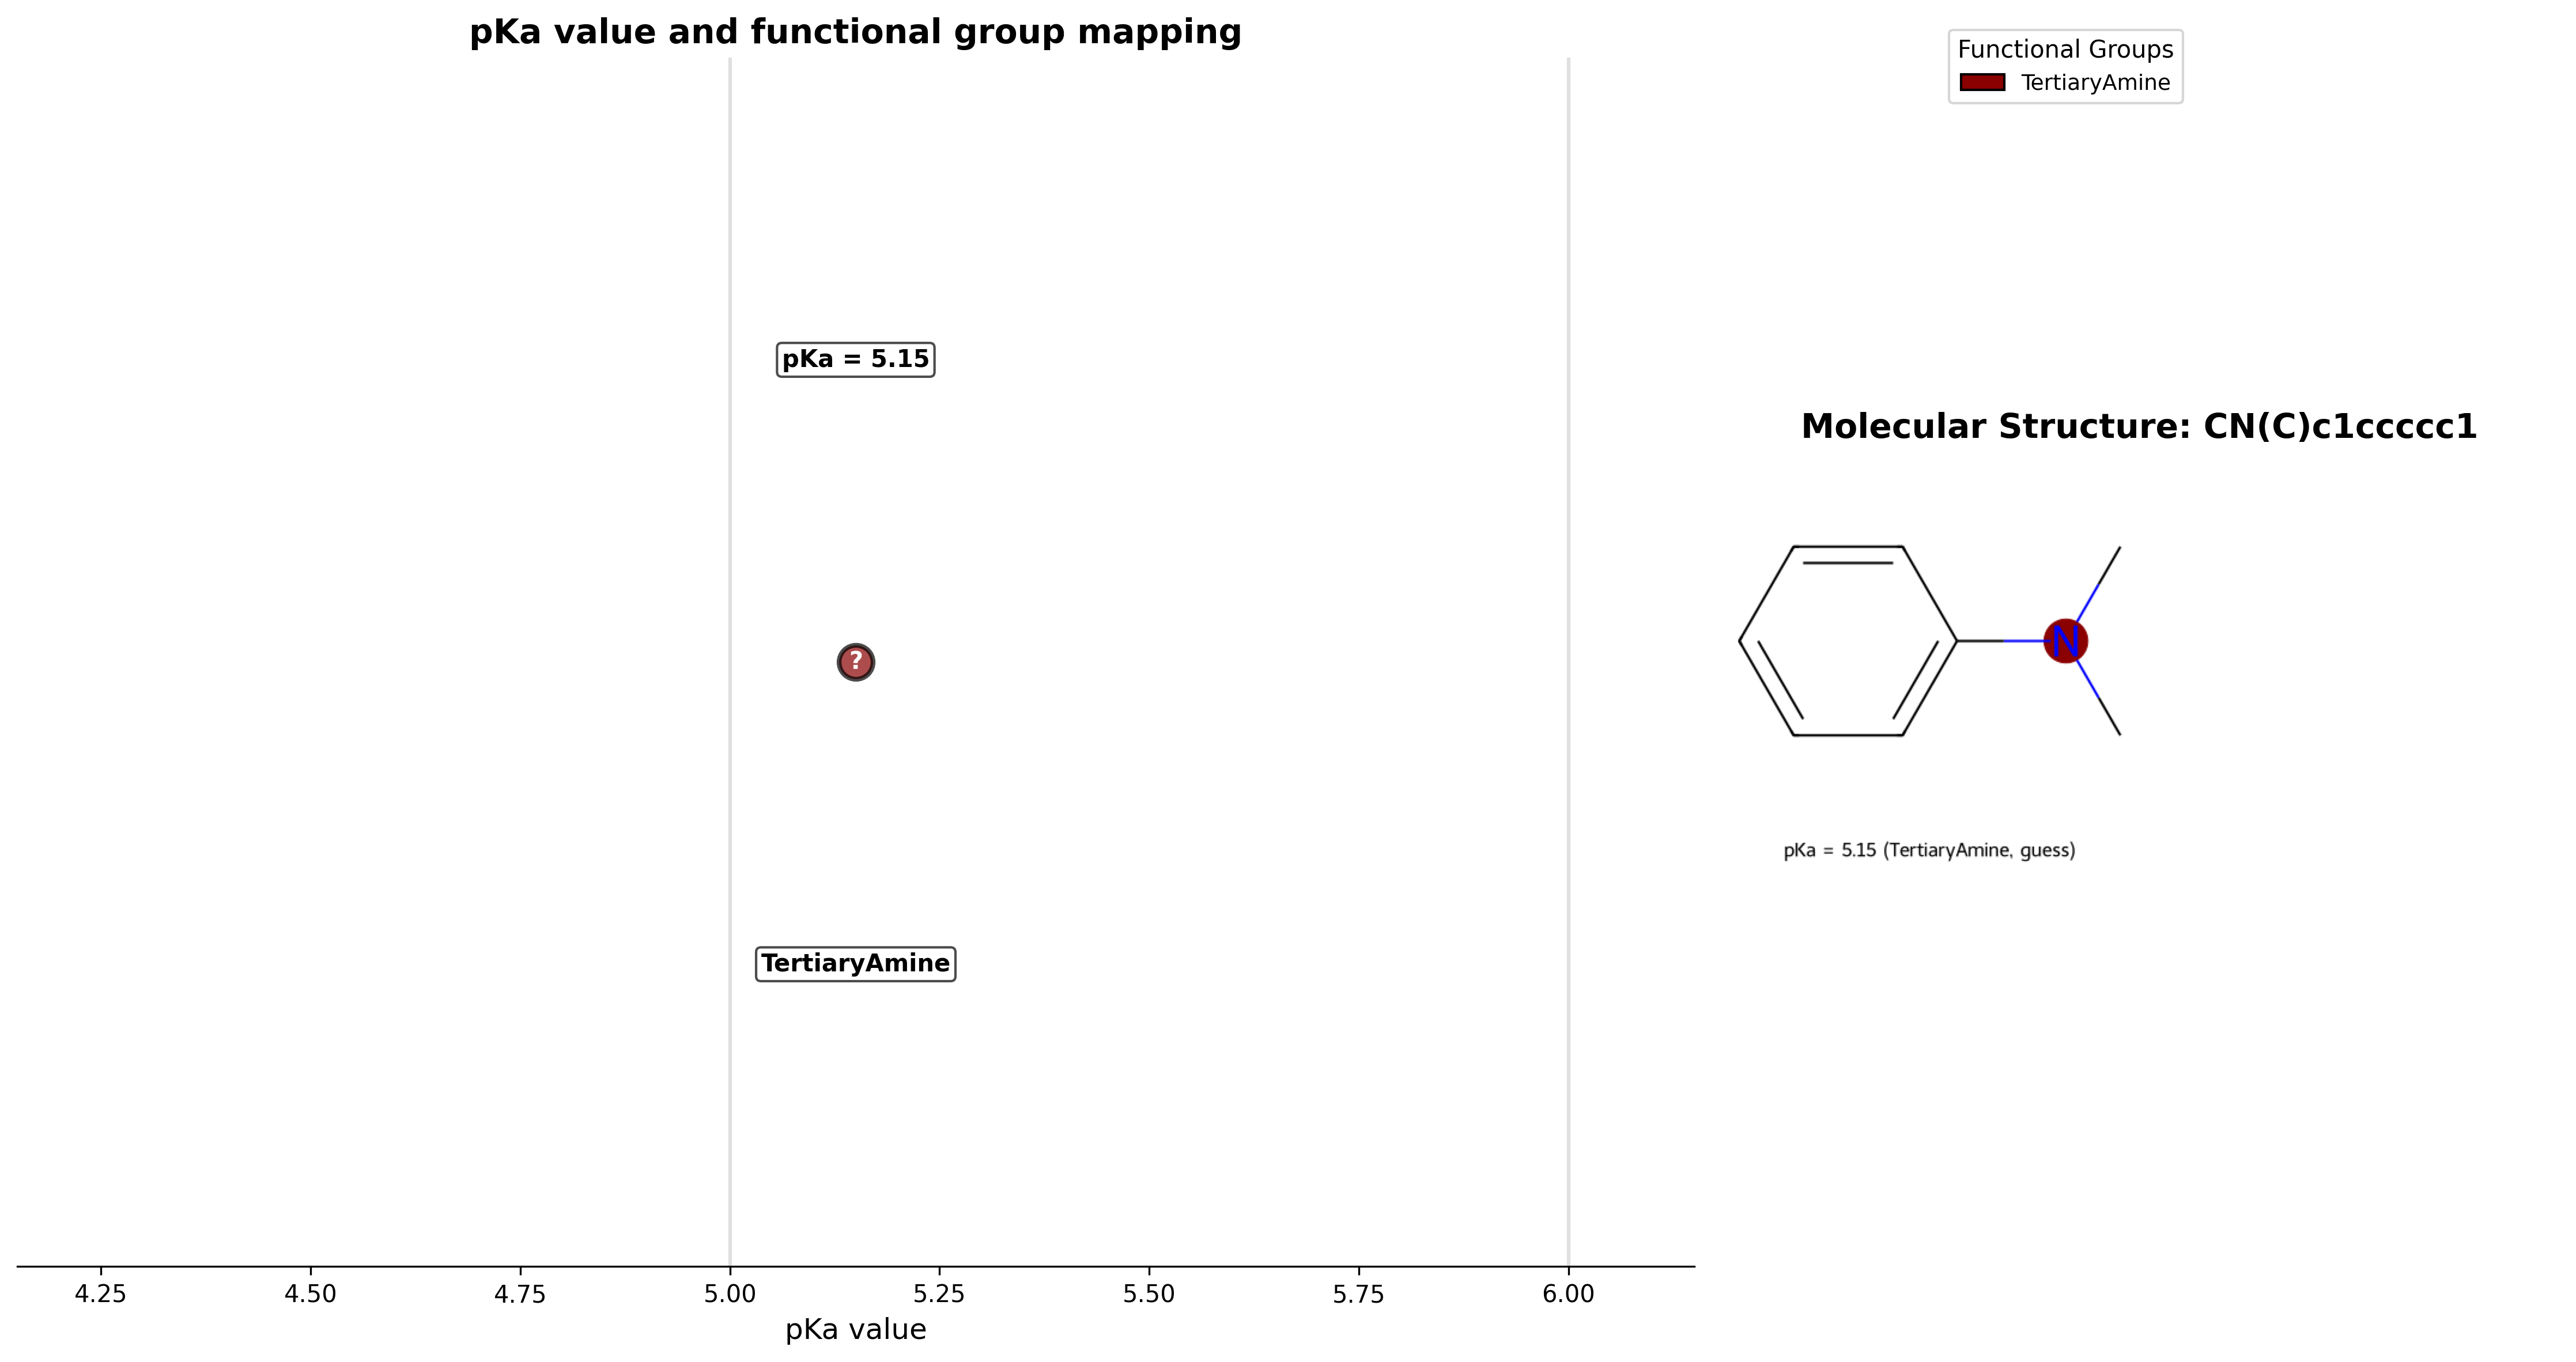 pKa value and functional group mapping
Functional Groups
TertiaryAmine
pKa = 5.15
Molecular Structure: CN(C)c1ccccc1
?
N
pKa = 5.15 (TertiaryAmine, guess)
TertiaryAmine
4.25 4.50 4.75 5.00 5.25 5.50 5.75 6.00
pKa value